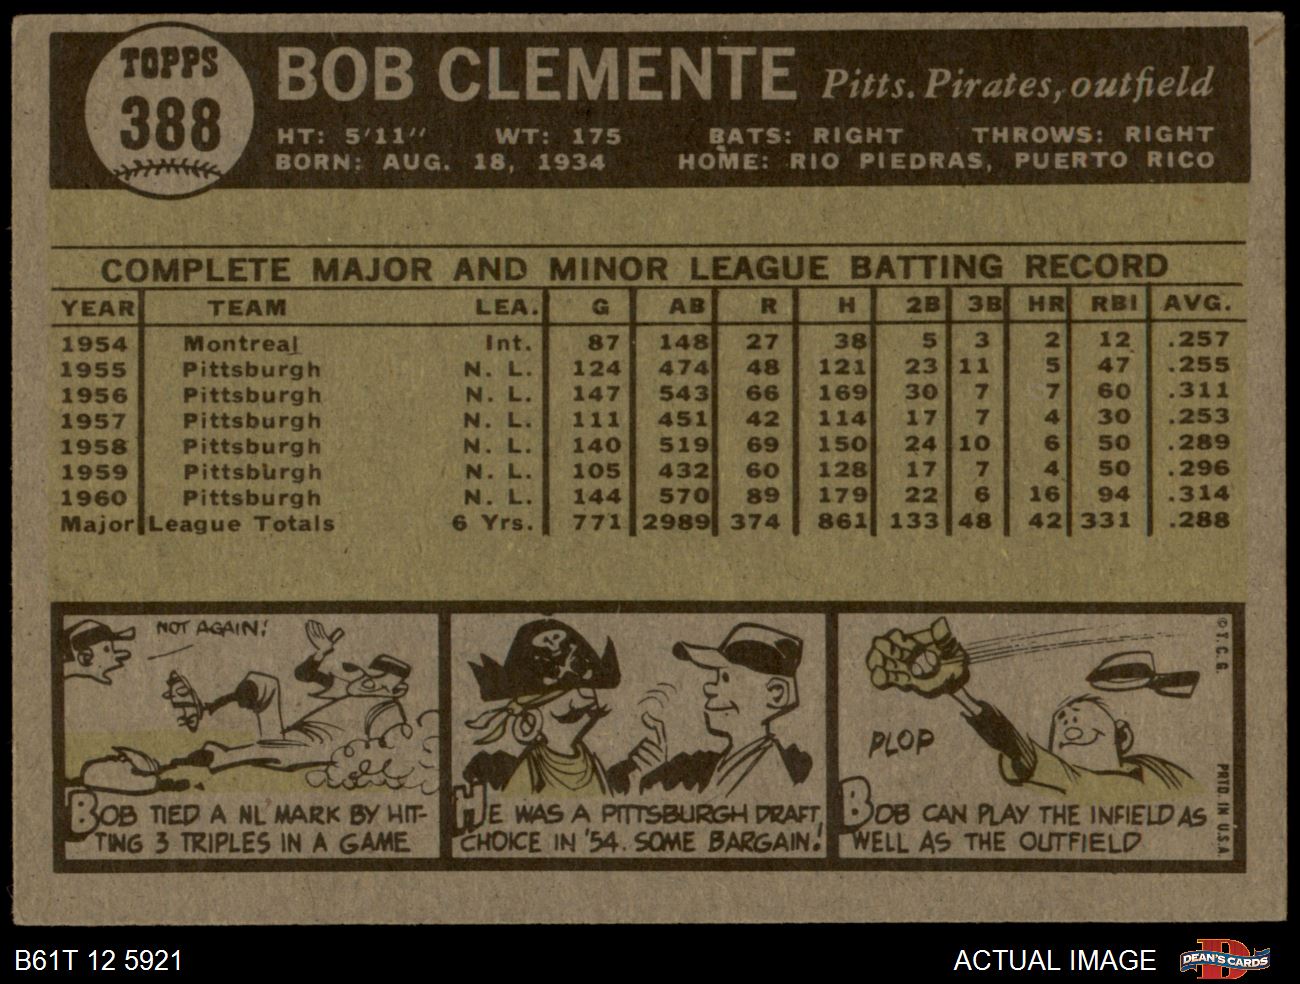 TOPPS
388
BOB CLEMENTE Pitts. Pirates, outfield
HT: 5'11" WT: 175 BATS: RIGHT THROWS: RIGHT
BORN: AUG. 18, 1934 HOME: RIO PIEDRAS, PUERTO RICO
COMPLETE MAJOR AND MINOR LEAGUE BATTING RECORD
YEAR TEAM LEA. G AB R H 2B 3B HR RBI AVG.
1954 Montreal Int. 87 148 27 38 5 3 2 12 .257
1955 Pittsburgh N. L. 124 474 48 121 23 11 5 47 .255
1956 Pittsburgh N. L. 147 543 66 169 30 7 7 60 .311
1957 Pittsburgh N. L. 111 451 42 114 17 7 4 30 .253
1958 Pittsburgh N. L. 140 519 69 150 24 10 6 50 .289
1959 Pittsburgh N. L. 105 432 60 128 17 7 4 50 .296
1960 Pittsburgh N. L. 144 570 89 179 22 6 16 94 .314
Major League Totals 6 Yrs. 771 2989 374 861 133 48 42 331 .288
NOT AGAIN!
BOB TIED A NL MARK BY HIT-
TING 3 TRIPLES IN A GAME
HE WAS A PITTSBURGH DRAFT
CHOICE IN '54. SOME BARGAIN!
PLOP
BOB CAN PLAY THE INFIELD AS
WELL AS THE OUTFIELD
© T. C. G.
PRTD. IN U.S.A.
B61T 12 5921
ACTUAL IMAGE
DEAN'S CARDS